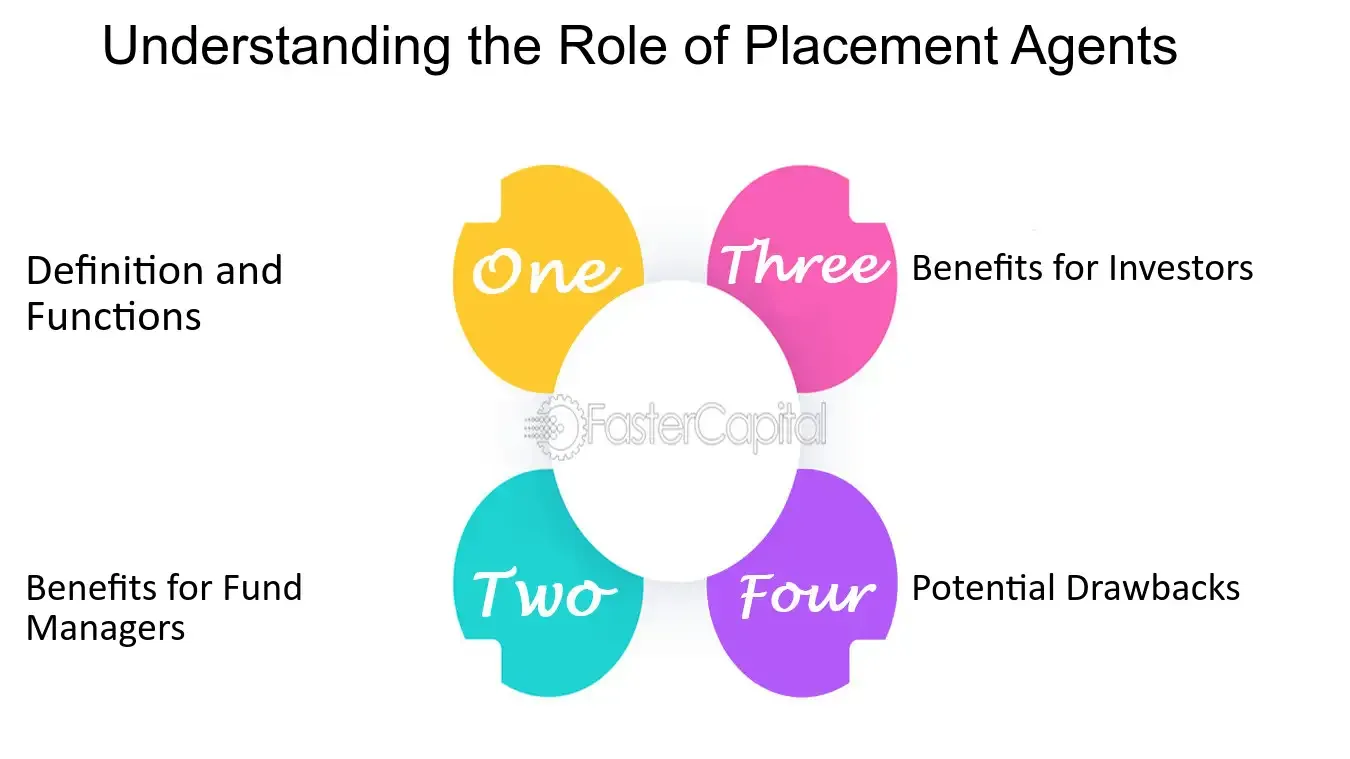 Understanding the Role of Placement Agents
One
Definition and
Functions
Two
Benefits for Fund
Managers
Three
Benefits for Investors
Four
Potential Drawbacks
FasterCapital